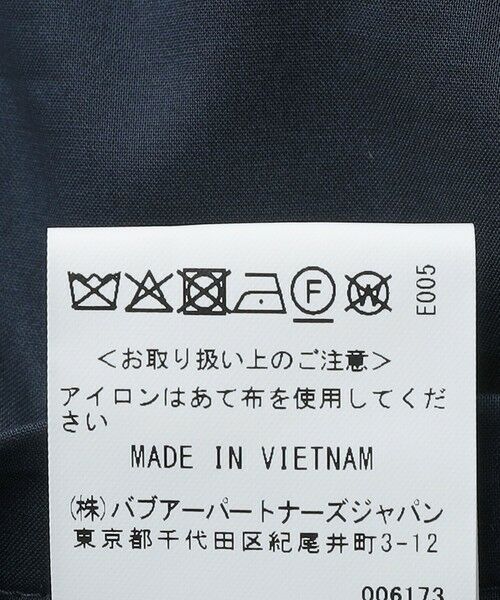 F W
E005
<お取り扱い上のご注意>
アイロンはあて布を使用してくだ
さい
MADE IN VIETNAM
(株)バブアーパートナーズジャパン
東京都千代田区紀尾井町3-12
006173